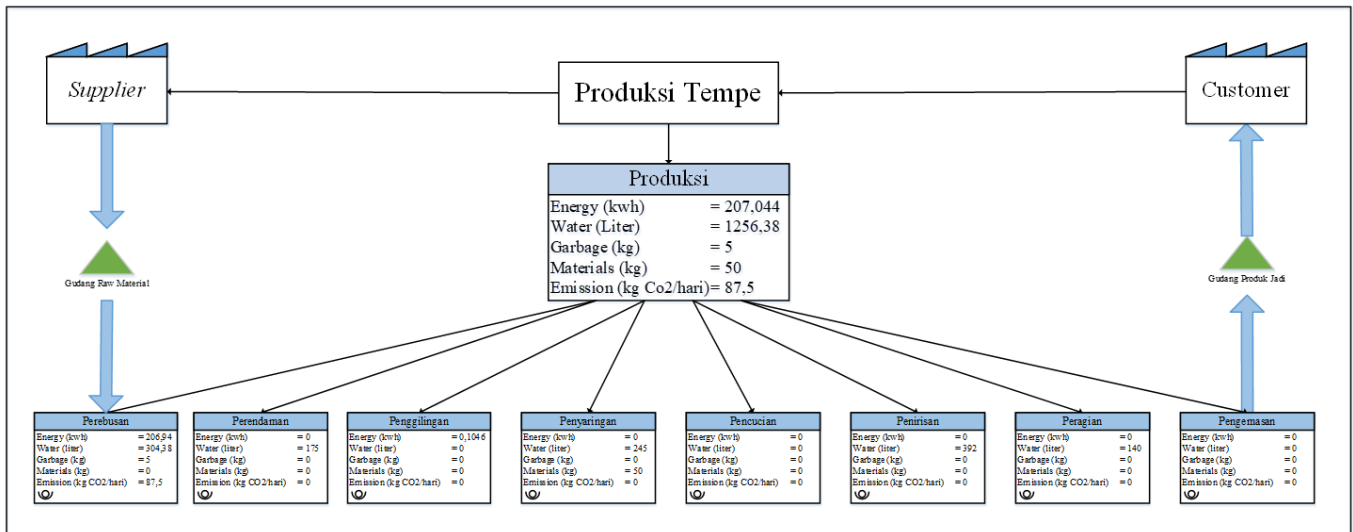 Supplier
Produksi Tempe
Customer
Produksi
Energy (kwh) = 207,044
Water (Liter) = 1256,38
Garbage (kg) = 5
Materials (kg) = 50
Emission (kg Co2/hari)= 87,5
Gudang Raw Material
Gudang Produk Jadi
Perebusan
Energy (kwh) = 206,94
Water (liter) = 304,38
Garbage (kg) = 5
Materials (kg) = 0
Emission (kg CO2/hari) = 87,5
Perendaman
Energy (kwh) = 0
Water (liter) = 175
Garbage (kg) = 0
Materials (kg) = 0
Emission (kg CO2/hari) = 0
Penggilingan
Energy (kwh) = 0,1046
Water (liter) = 0
Garbage (kg) = 0
Materials (kg) = 0
Emission (kg CO2/hari) = 0
Penyaringan
Energy (kwh) = 0
Water (liter) = 245
Garbage (kg) = 0
Materials (kg) = 50
Emission (kg CO2/hari) = 0
Pencucian
Energy (kwh) = 0
Water (liter) = 0
Garbage (kg) = 0
Materials (kg) = 0
Emission (kg CO2/hari) = 0
Penirisan
Energy (kwh) = 0
Water (liter) = 392
Garbage (kg) = 0
Materials (kg) = 0
Emission (kg CO2/hari) = 0
Peragian
Energy (kwh) = 0
Water (liter) = 140
Garbage (kg) = 0
Materials (kg) = 0
Emission (kg CO2/hari) = 0
Pengemasan
Energy (kwh) = 0
Water (liter) = 0
Garbage (kg) = 0
Materials (kg) = 0
Emission (kg CO2/hari) = 0